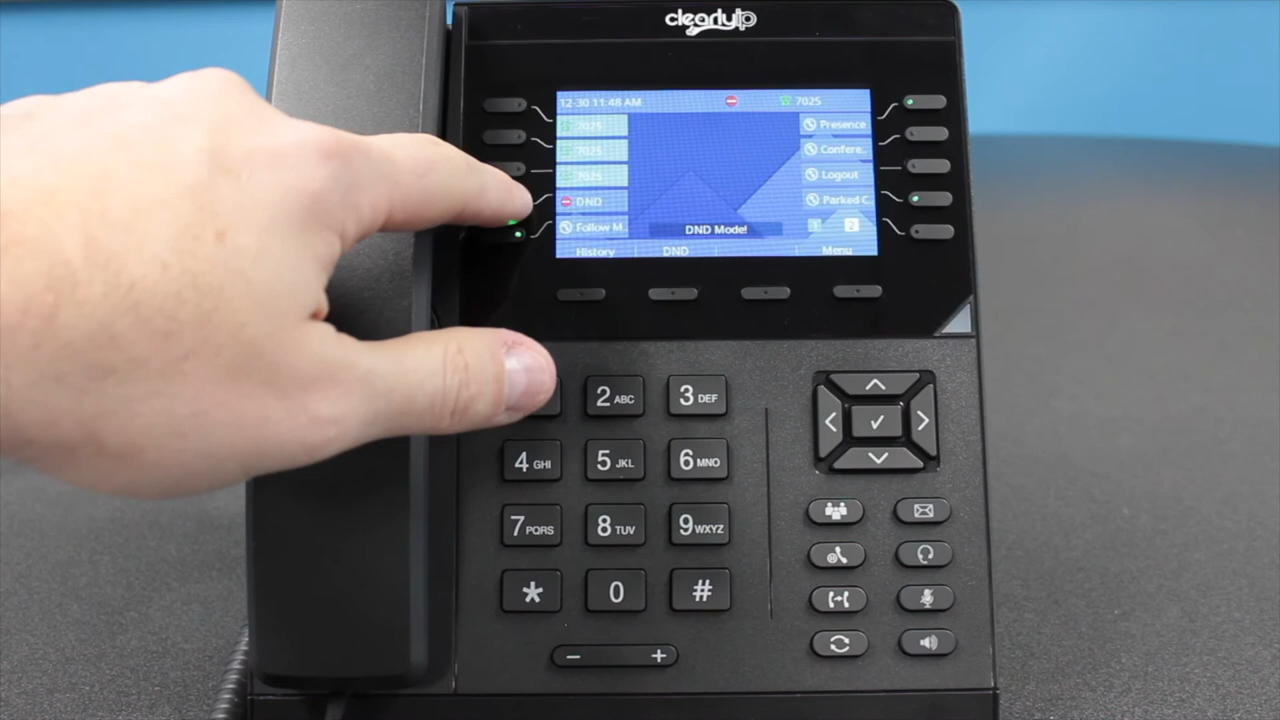 clearlyip
12-30 11:48 AM 7025
7025 Presence
7025 Confere..
7025 Logout
DND Parked C..
Follow M.. DND Mode! 1 2
History DND Menu
2 ABC 3 DEF
4 GHI 5 JKL 6 MNO
7 PQRS 8 TUV 9 WXYZ
* 0 #
− +